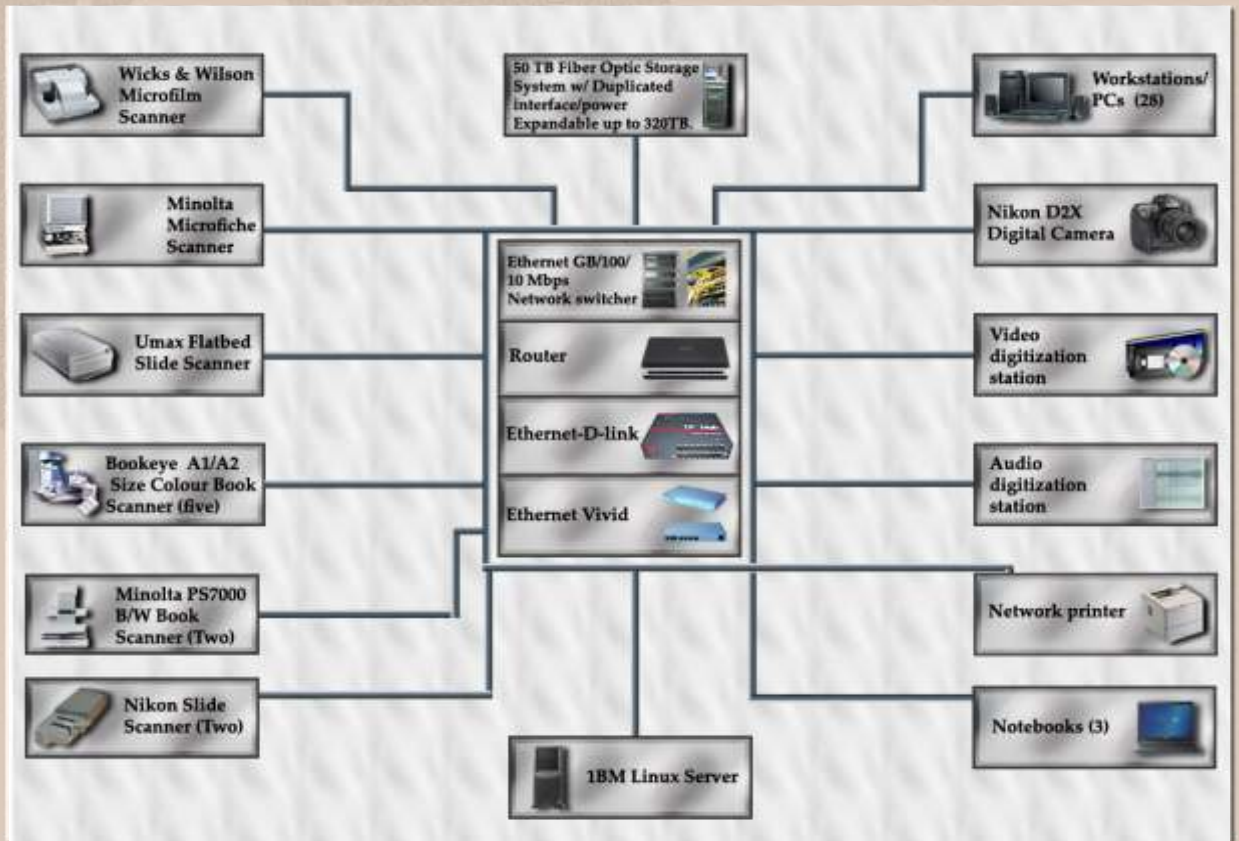 Wicks & Wilson
Microfilm
Scanner
50 TB Fiber Optic Storage
System w/ Duplicated
interface/power
Expandable up to 320TB.
Workstations/
PCs (28)
Minolta
Microfiche
Scanner
Nikon D2X
Digital Camera
Ethernet GB/100/
10 Mbps
Network switcher
Umax Flatbed
Slide Scanner
Router
Video
digitization
station
Ethernet-D-link
Bookeye A1/A2
Size Colour Book
Scanner (five)
Audio
digitization
station
Ethernet Vivid
Minolta PS7000
B/W Book
Scanner (Two)
Network printer
Nikon Slide
Scanner (Two)
Notebooks (3)
1BM Linux Server